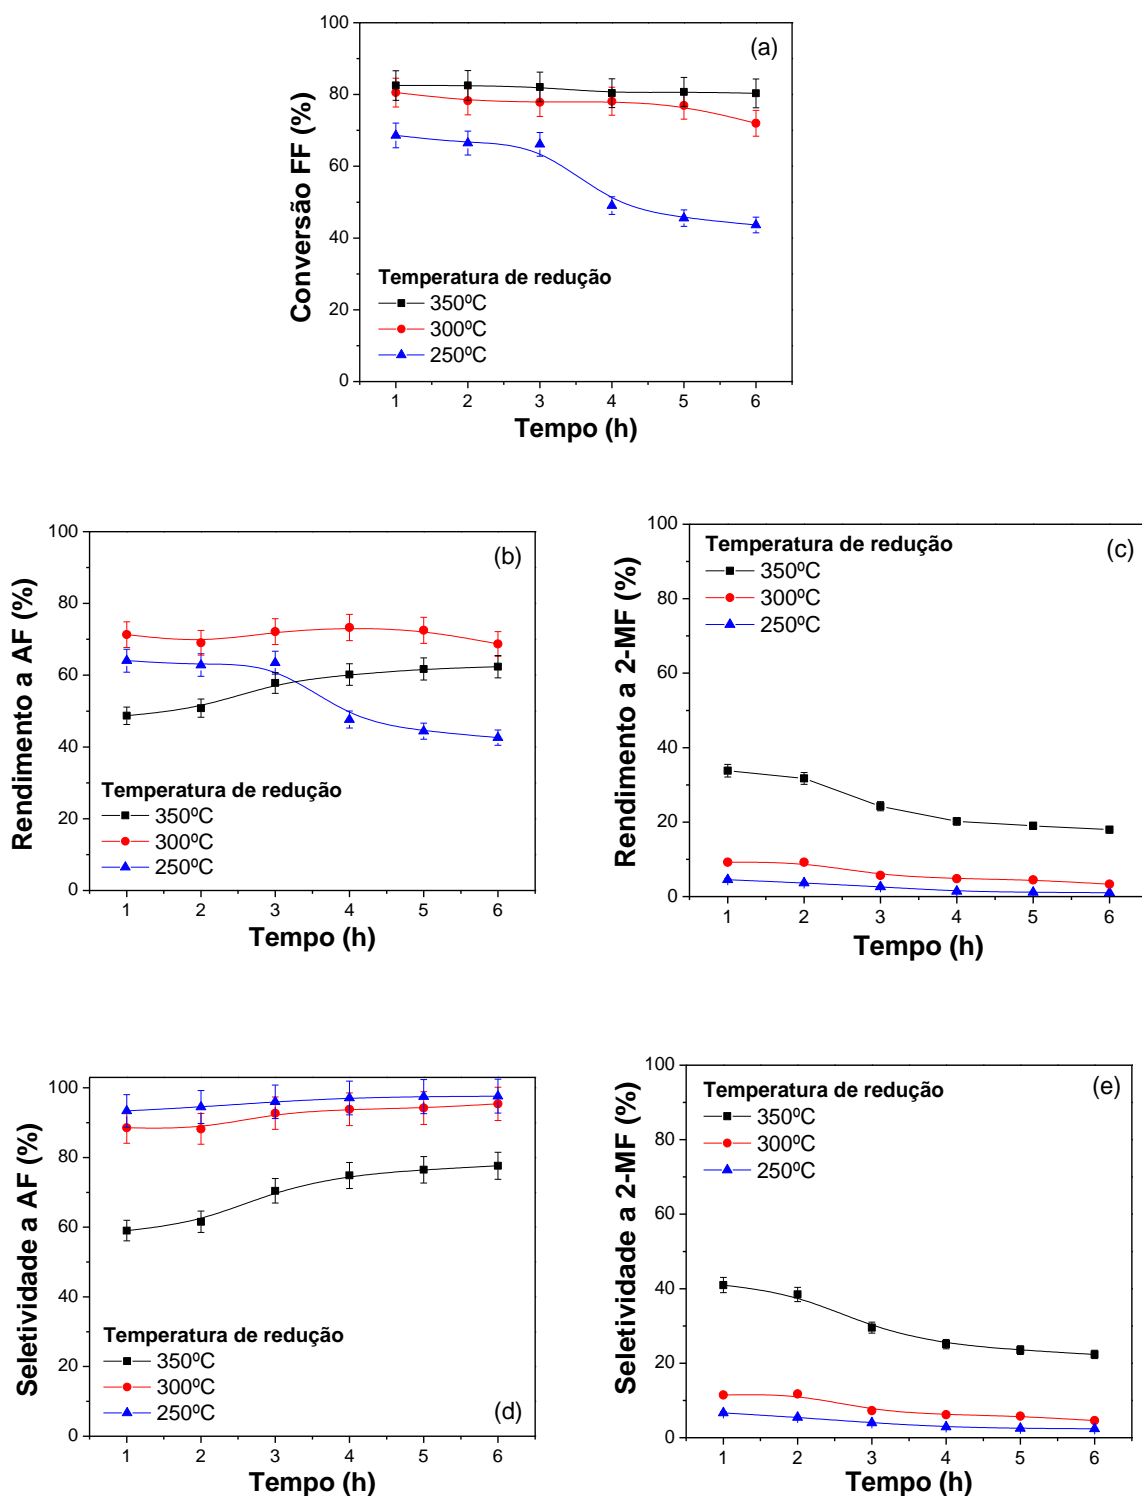 100
80
60
40
20
0
Conversão FF (%)
(a)
Temperatura de redução
350ºC
300ºC
250ºC
1 2 3 4 5 6
Tempo (h)
100
80
60
40
20
0
Rendimento a AF (%)
(b)
Temperatura de redução
350ºC
300ºC
250ºC
1 2 3 4 5 6
Tempo (h)
100
80
60
40
20
0
Rendimento a 2-MF (%)
Temperatura de redução
(c)
350ºC
300ºC
250ºC
1 2 3 4 5 6
Tempo (h)
100
80
60
40
20
0
Seletividade a AF (%)
Temperatura de redução
350ºC
300ºC
250ºC
(d)
1 2 3 4 5 6
Tempo (h)
100
80
60
40
20
0
Seletividade a 2-MF (%)
Temperatura de redução
(e)
350ºC
300ºC
250ºC
1 2 3 4 5 6
Tempo (h)